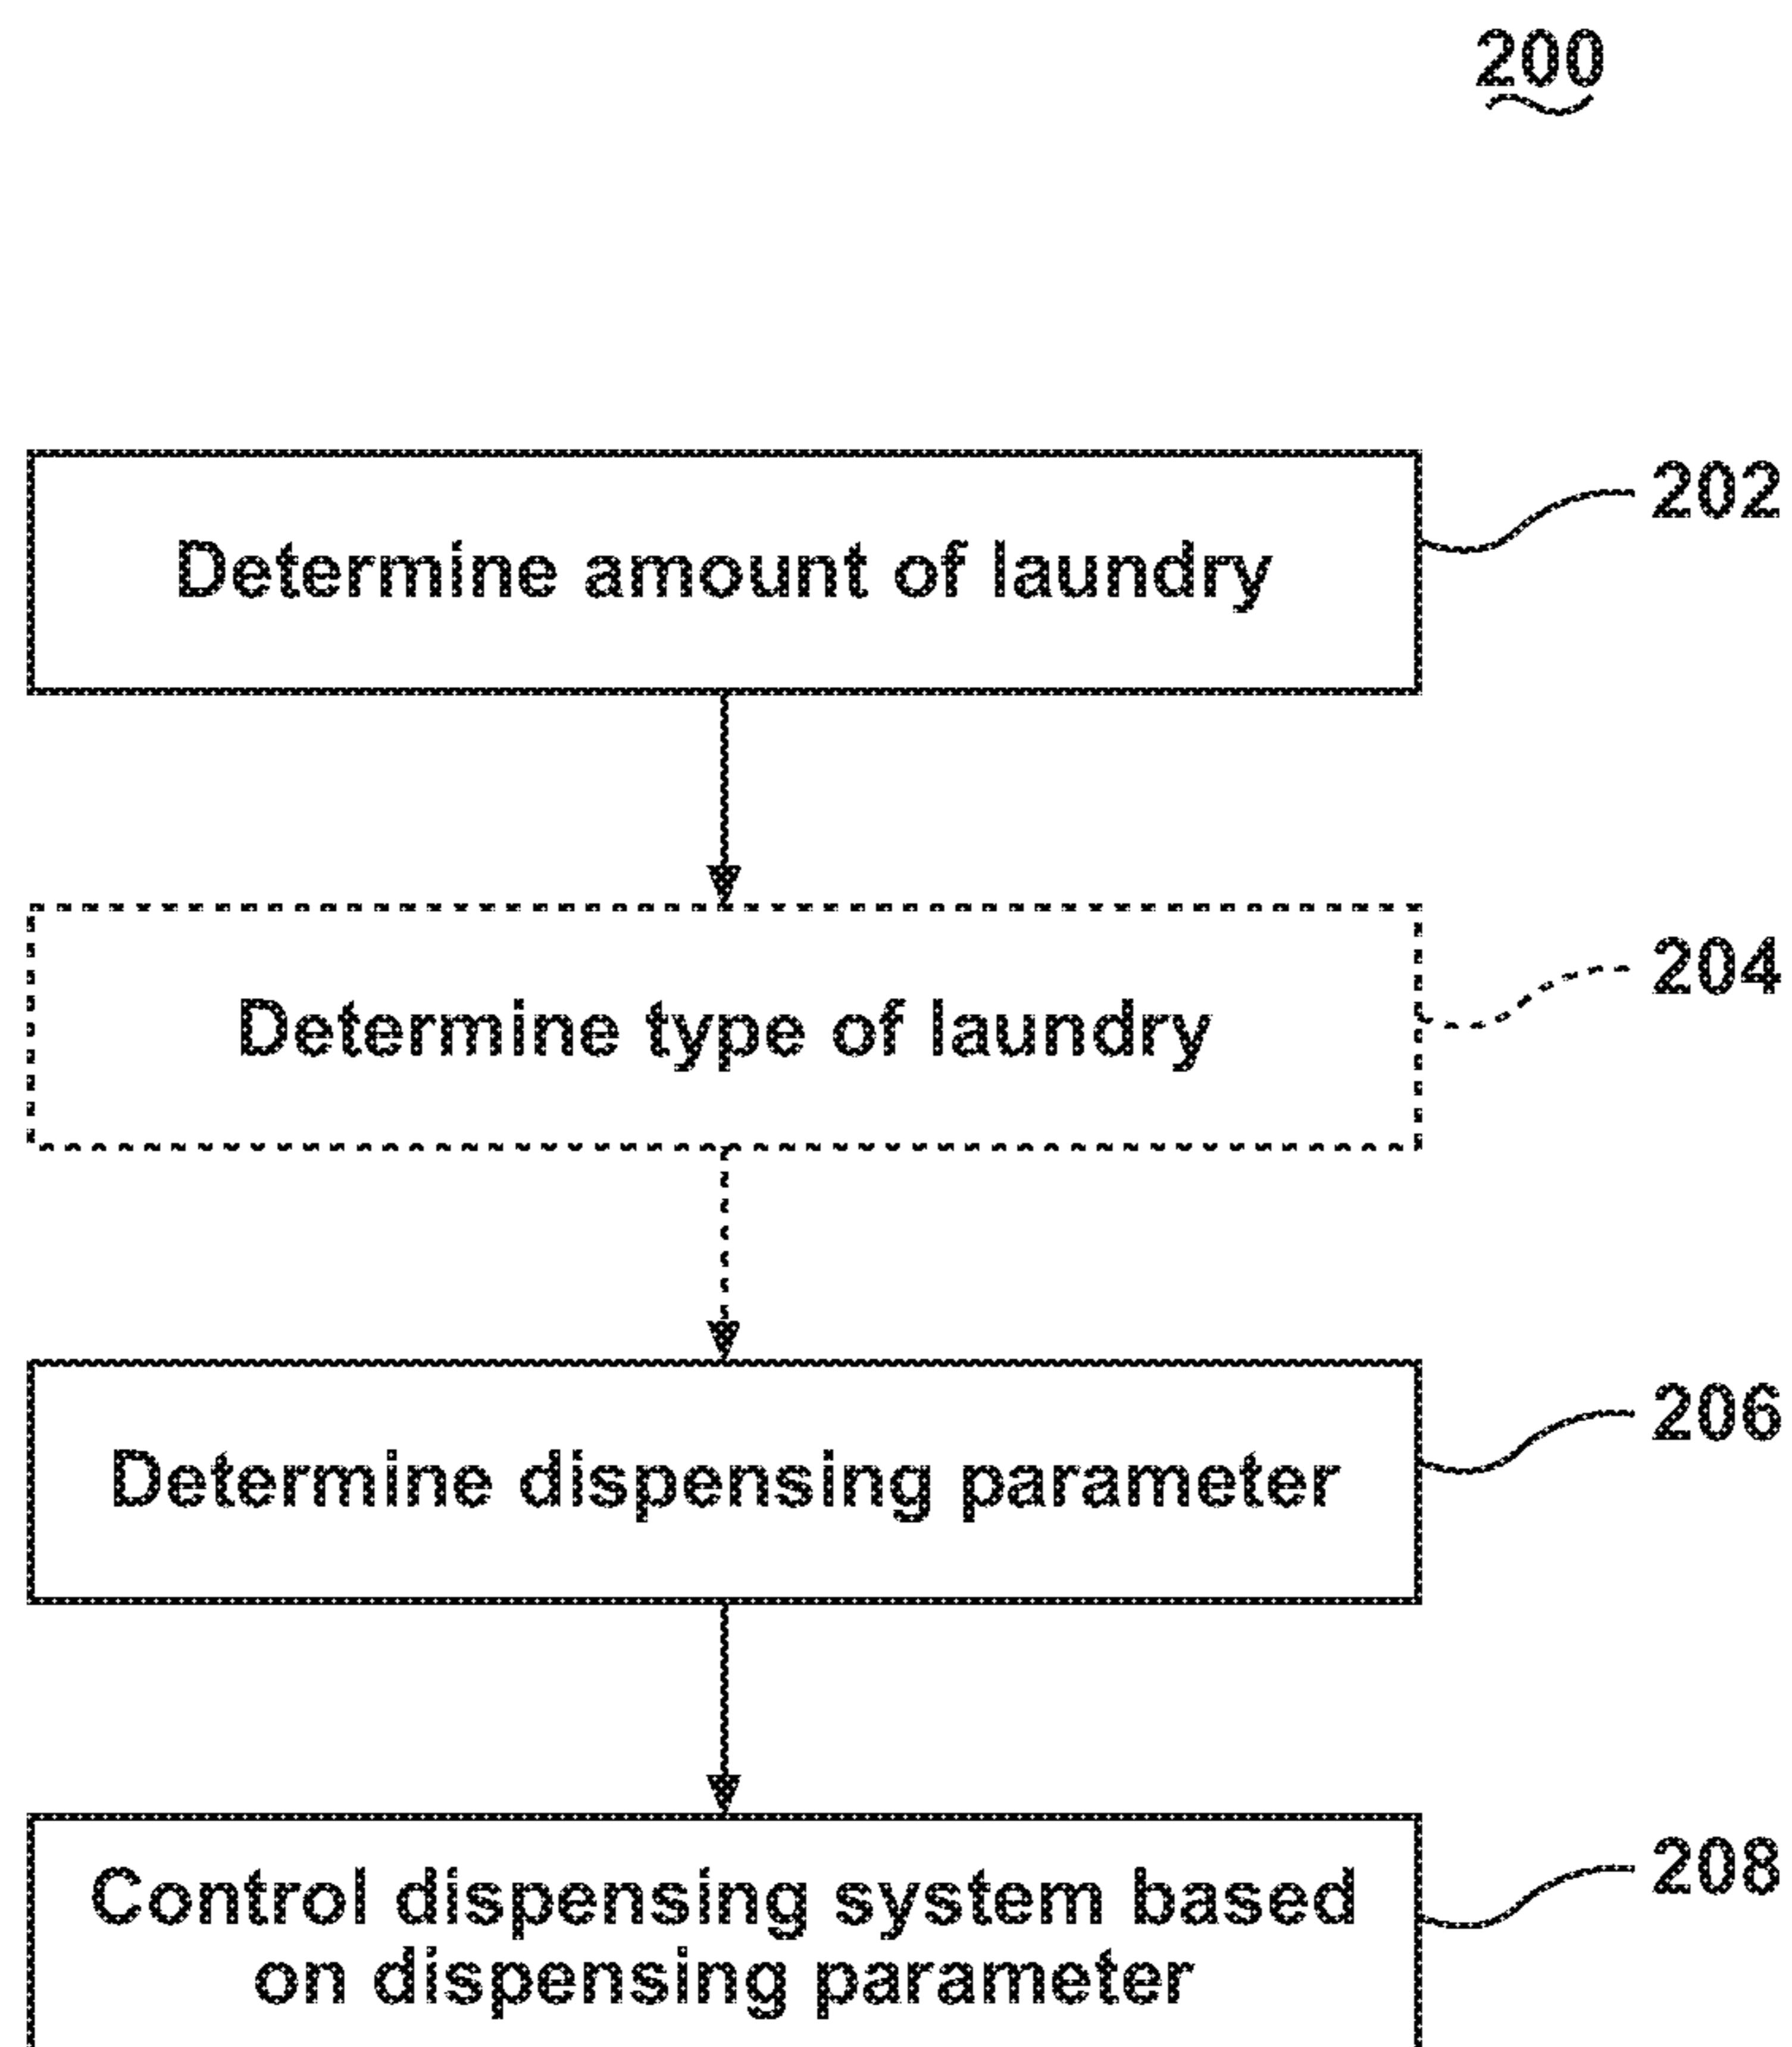 200
Determine amount of laundry
202
Determine type of laundry
204
Determine dispensing parameter
206
Control dispensing system based
on dispensing parameter
208